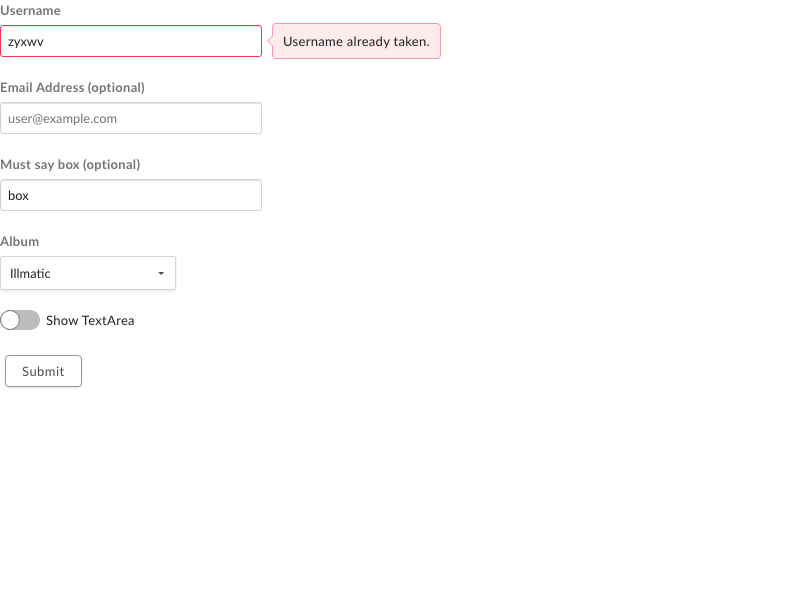 Username
zyxwv
Username already taken.
Email Address (optional)
user@example.com
Must say box (optional)
box
Album
Illmatic
Show TextArea
Submit